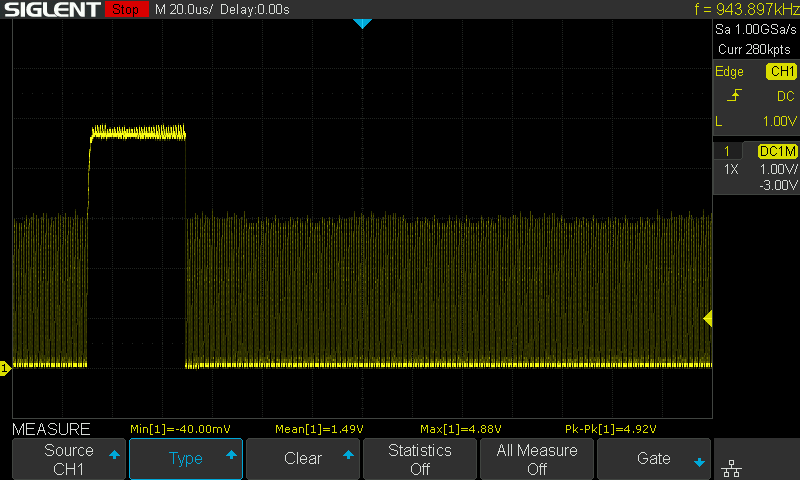 SIGLENT Stop M 20.0us/ Delay:0.00s f = 943.897kHz
Sa 1.00GSa/s
Curr 280kpts
Edge CH1
DC
L 1.00V
1 DC1M
1X 1.00V/
-3.00V
1
MEASURE Min[1]=-40.00mV Mean[1]=1.49V Max[1]=4.88V Pk-Pk[1]=4.92V
Source Type Clear Statistics All Measure Gate
CH1 Off Off